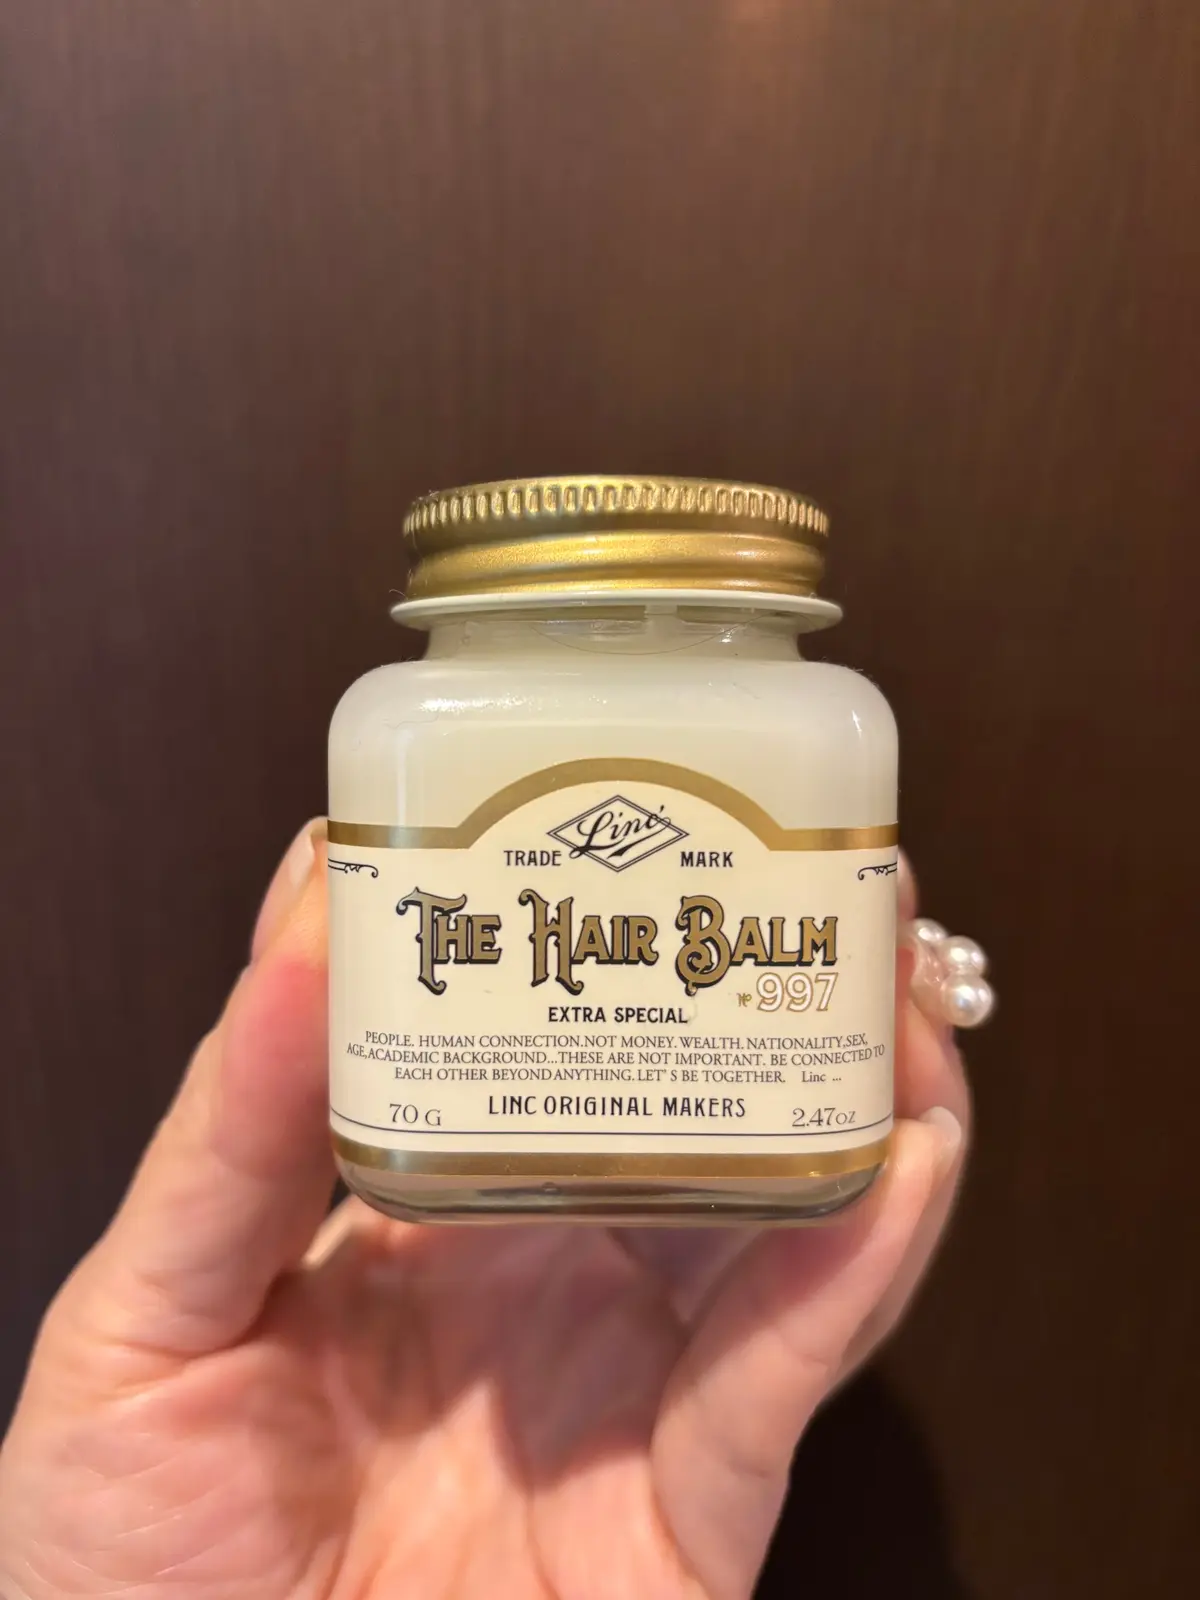 Linc'
TRADE MARK
THE HAIR BALM
№ 997
EXTRA SPECIAL
PEOPLE. HUMAN CONNECTION.NOT MONEY. WEALTH. NATIONALITY,SEX,
AGE,ACADEMIC BACKGROUND...THESE ARE NOT IMPORTANT. BE CONNECTED TO
EACH OTHER BEYOND ANYTHING. LET' S BE TOGETHER. Linc ...
LINC ORIGINAL MAKERS
70 G 2.47oz